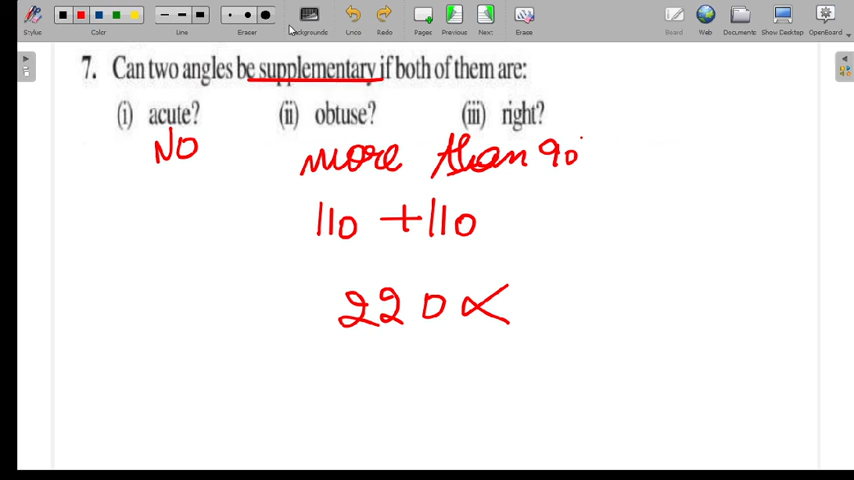 Stylus Color Line Eraser Backgrounds Undo Redo Pages Previous Next Erase Board Web Documents Show Desktop OpenBoard
7. Can two angles be supplementary if both of them are:
(i) acute? (ii) obtuse? (iii) right?
NO more than 90
110 + 110
220 ×